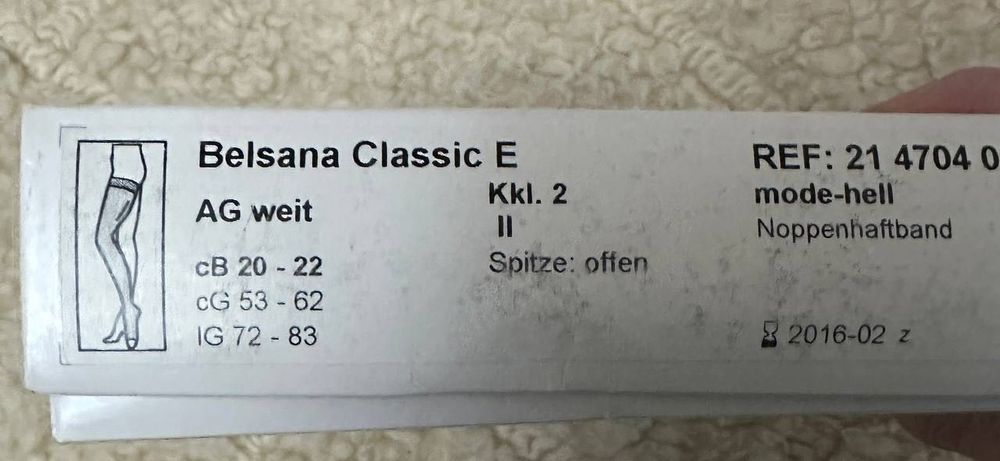 Belsana Classic E
AG weit
cB 20 - 22
cG 53 - 62
lG 72 - 83
Kkl. 2
II
Spitze: offen
REF: 21 4704 0
mode-hell
Noppenhaftband
2016-02 z